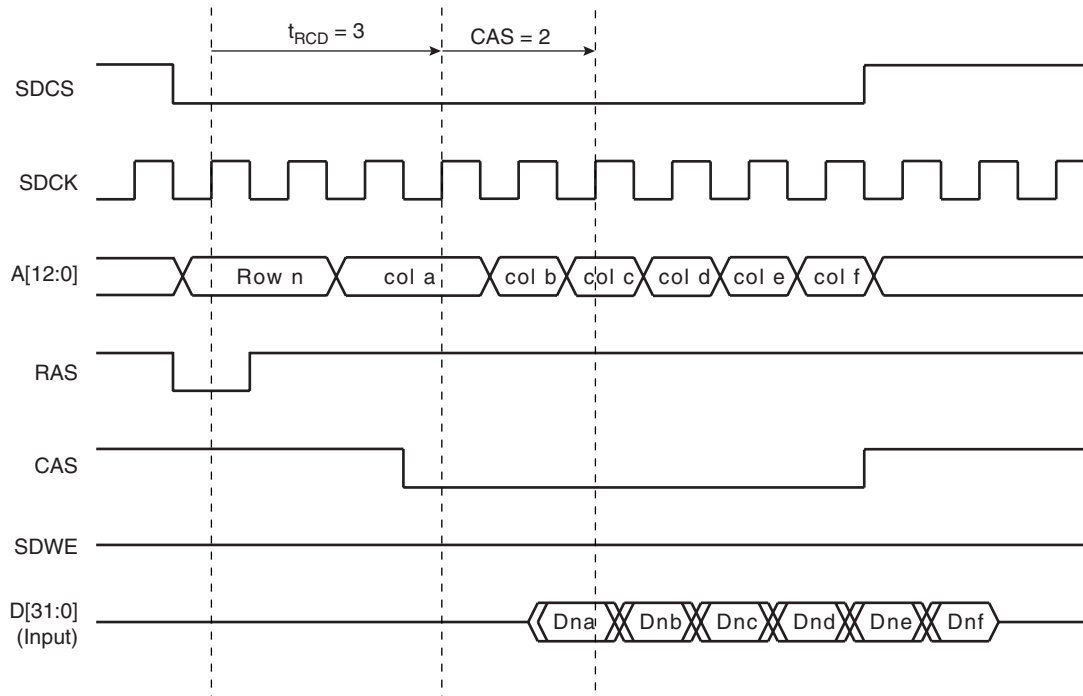 tRCD = 3 CAS = 2
SDCS
SDCK
A[12:0] Row n col a col b col c col d col e col f
RAS
CAS
SDWE
D[31:0]
(Input)
Dna Dnb Dnc Dnd Dne Dnf